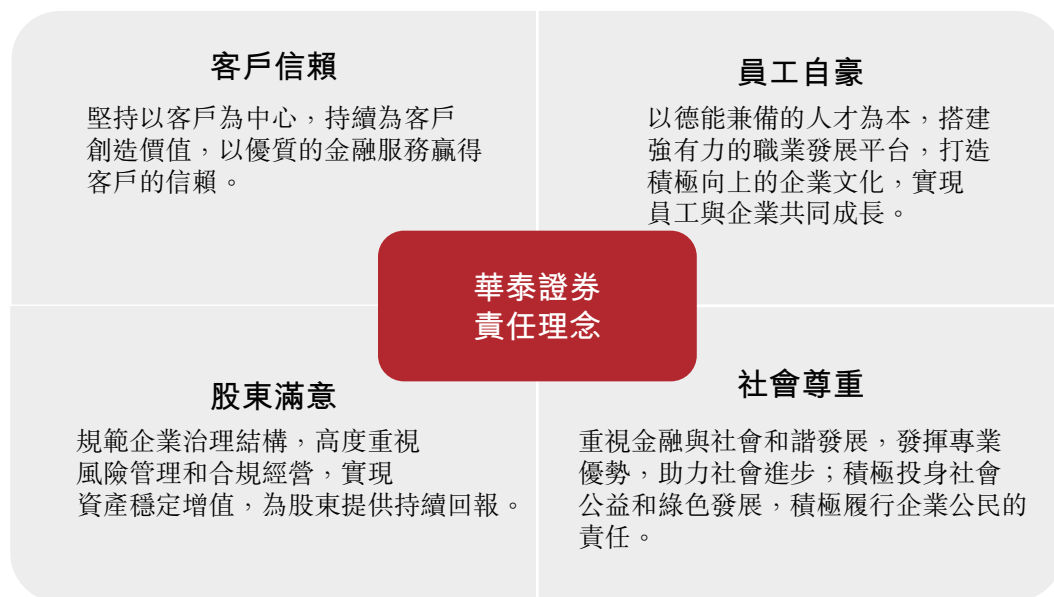 客戶信賴
堅持以客戶為中心，持續為客戶
創造價值，以優質的金融服務贏得
客戶的信賴。
員工自豪
以德能兼備的人才為本，搭建
強有力的職業發展平台，打造
積極向上的企業文化，實現
員工與企業共同成長。
華泰證券
責任理念
股東滿意
規範企業治理結構，高度重視
風險管理和合規經營，實現
資產穩定增值，為股東提供持續回報。
社會尊重
重視金融與社會和諧發展，發揮專業
優勢，助力社會進步；積極投身社會
公益和綠色發展，積極履行企業公民的
責任。